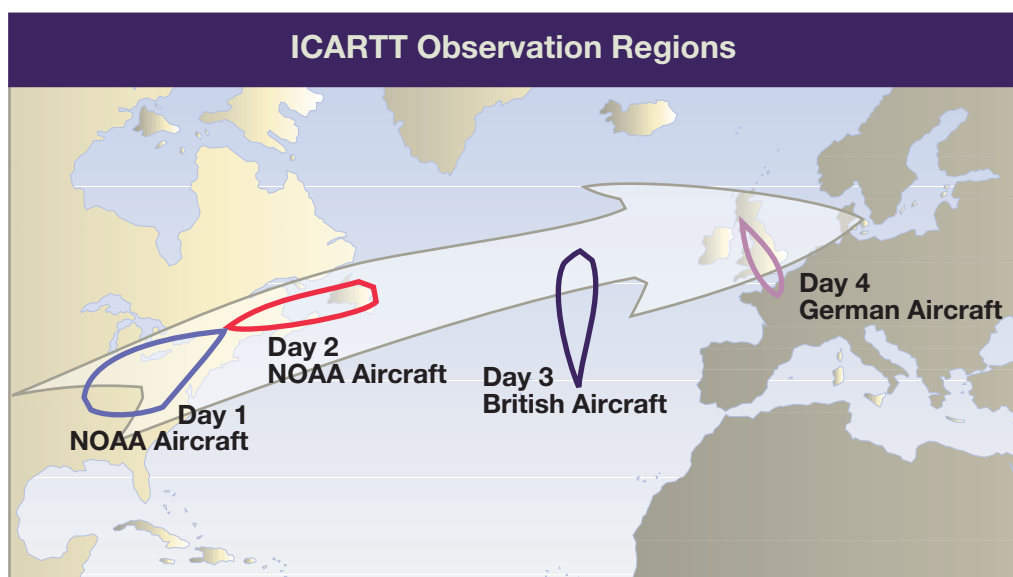 ICARTT Observation Regions
Day 1
NOAA Aircraft
Day 2
NOAA Aircraft
Day 3
British Aircraft
Day 4
German Aircraft